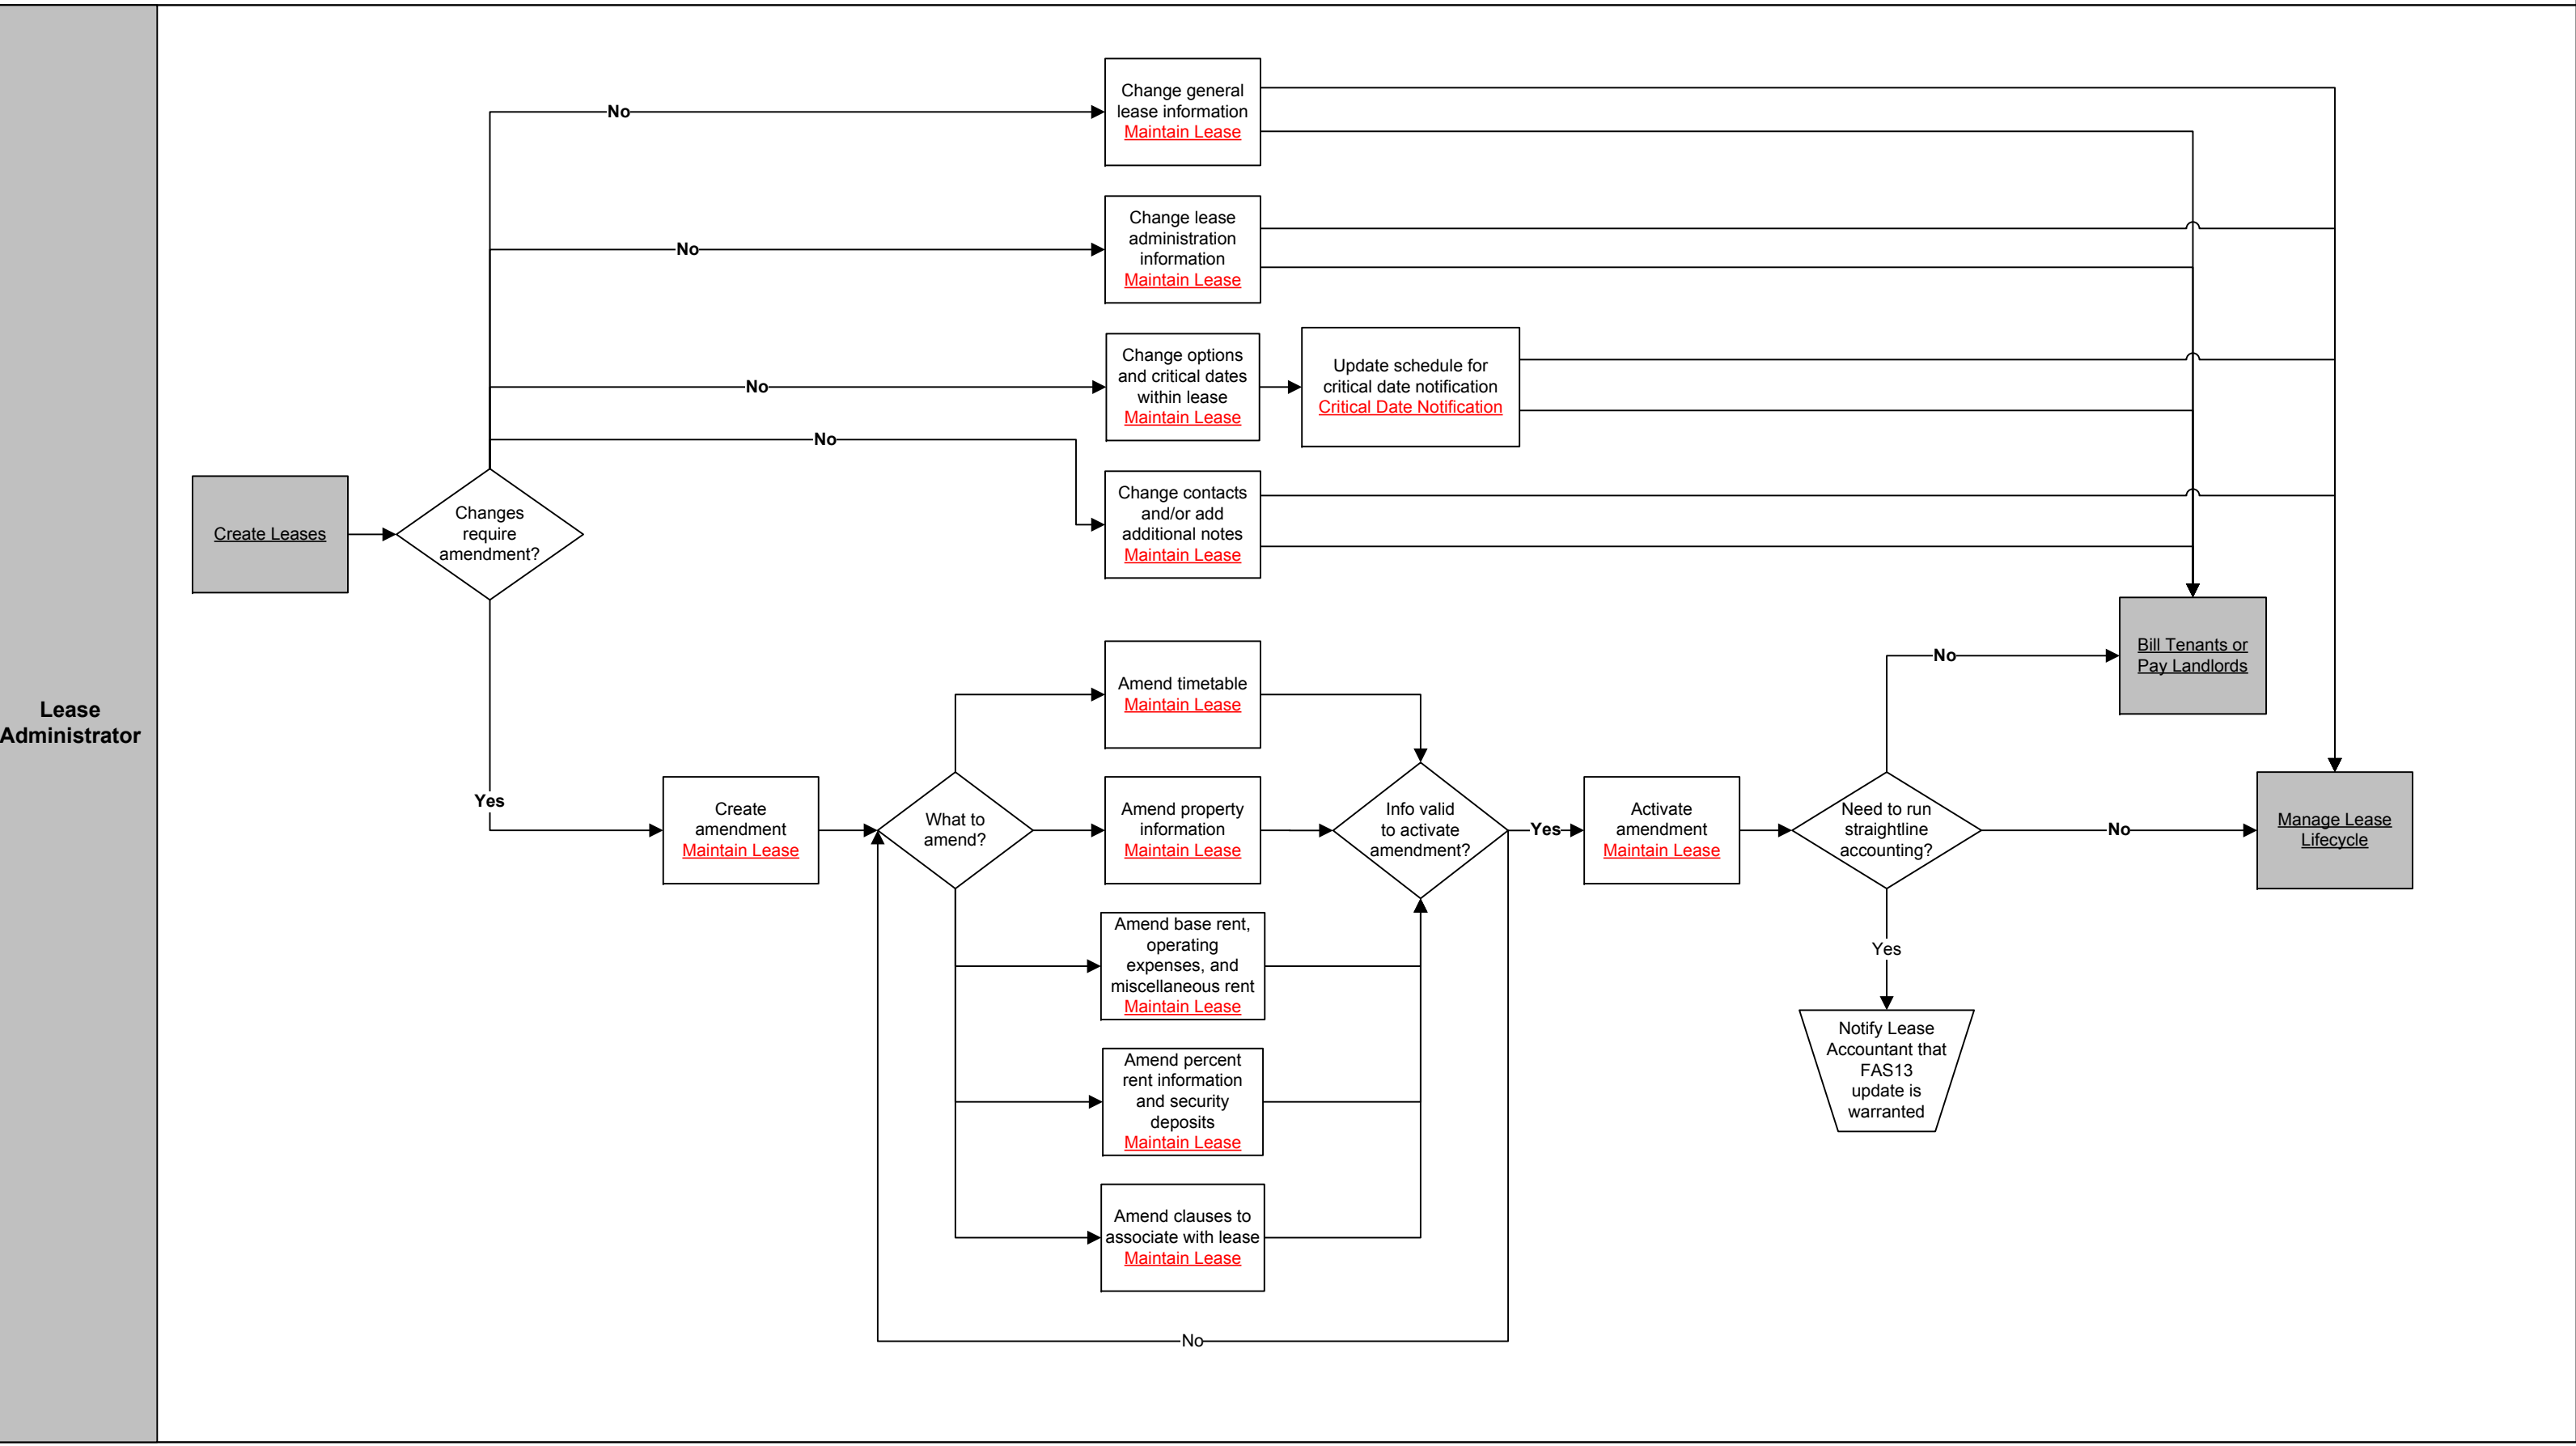 Lease
Administrator
Create Leases
Changes
require
amendment?
No
No
No
No
Yes
Change general
lease information
Maintain Lease
Change lease
administration
information
Maintain Lease
Change options
and critical dates
within lease
Maintain Lease
Update schedule for
critical date notification
Critical Date Notification
Change contacts
and/or add
additional notes
Maintain Lease
Create
amendment
Maintain Lease
What to
amend?
Amend timetable
Maintain Lease
Amend property
information
Maintain Lease
Amend base rent,
operating
expenses, and
miscellaneous rent
Maintain Lease
Amend percent
rent information
and security
deposits
Maintain Lease
Amend clauses to
associate with lease
Maintain Lease
Info valid
to activate
amendment?
No
Yes
Activate
amendment
Maintain Lease
Need to run
straightline
accounting?
No
No
Yes
Bill Tenants or
Pay Landlords
Manage Lease
Lifecycle
Notify Lease
Accountant that
FAS13
update is
warranted